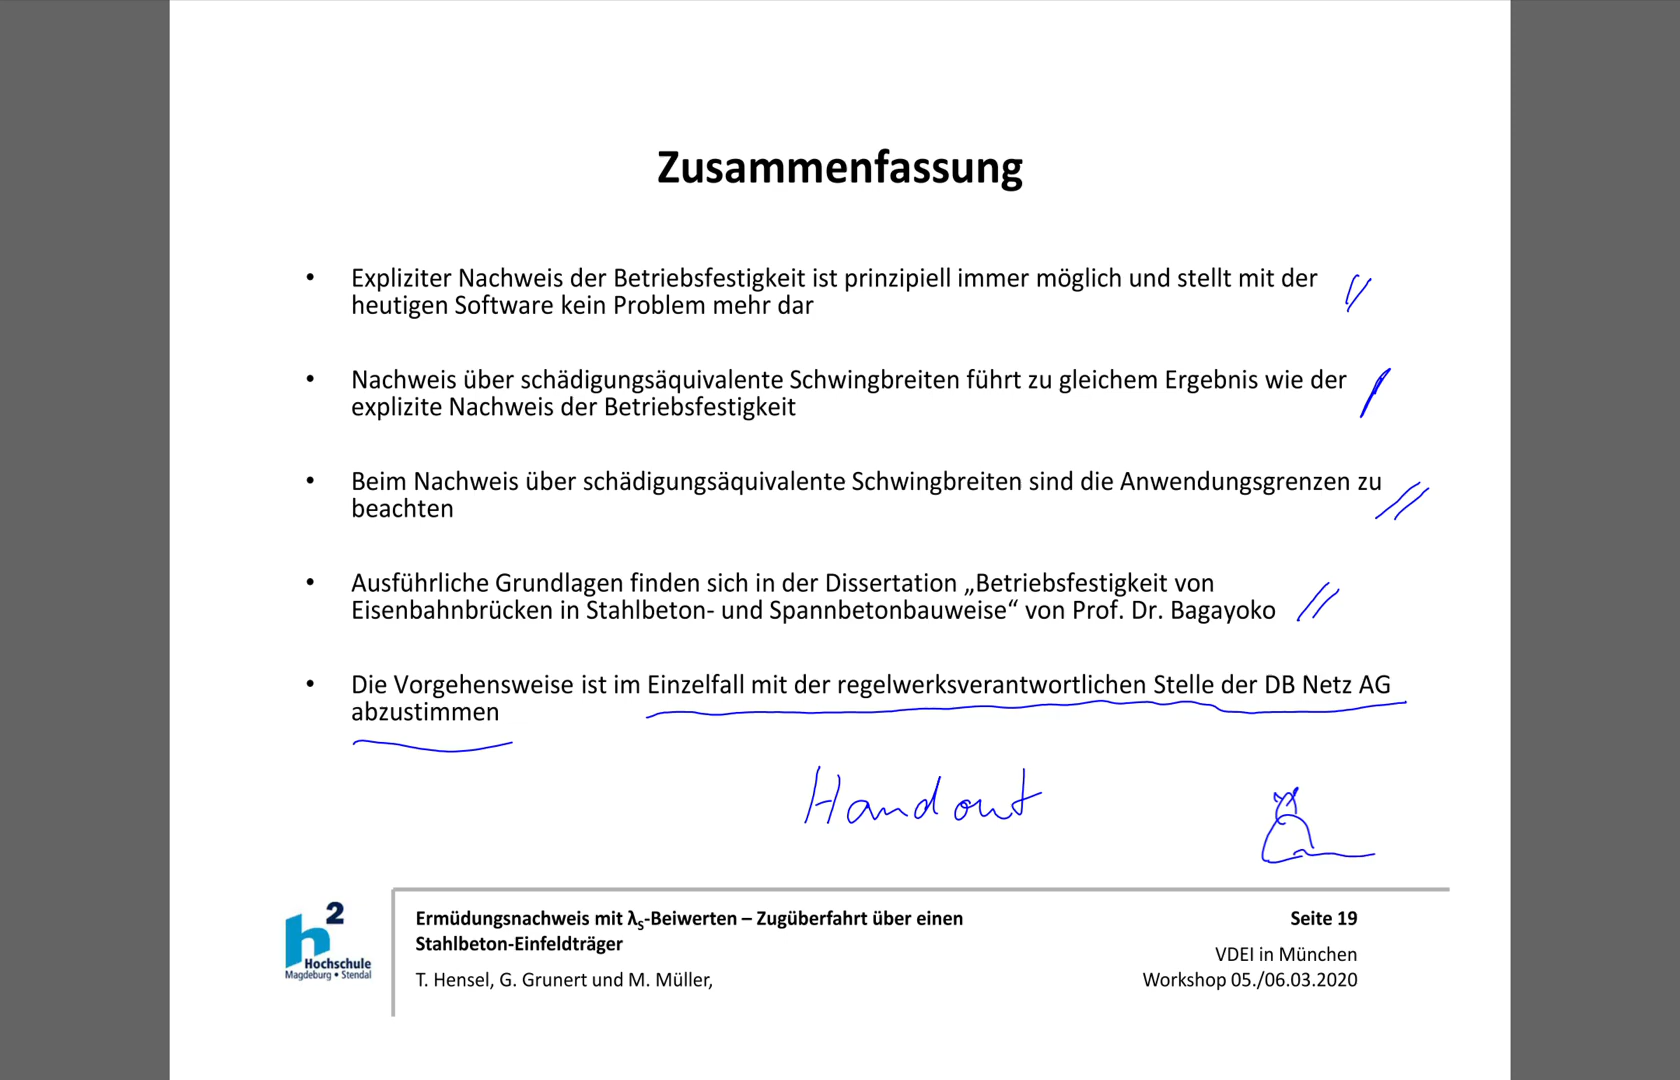 Zusammenfassung
• Expliziter Nachweis der Betriebsfestigkeit ist prinzipiell immer möglich und stellt mit der
heutigen Software kein Problem mehr dar
• Nachweis über schädigungsäquivalente Schwingbreiten führt zu gleichem Ergebnis wie der
explizite Nachweis der Betriebsfestigkeit
• Beim Nachweis über schädigungsäquivalente Schwingbreiten sind die Anwendungsgrenzen zu
beachten
• Ausführliche Grundlagen finden sich in der Dissertation „Betriebsfestigkeit von
Eisenbahnbrücken in Stahlbeton- und Spannbetonbauweise“ von Prof. Dr. Bagayoko
• Die Vorgehensweise ist im Einzelfall mit der regelwerksverantwortlichen Stelle der DB Netz AG
abzustimmen
Handout
h2
Hochschule
Magdeburg • Stendal
Ermüdungsnachweis mit λs-Beiwerten – Zugüberfahrt über einen
Stahlbeton-Einfeldträger
T. Hensel, G. Grunert und M. Müller,
Seite 19
VDEI in München
Workshop 05./06.03.2020